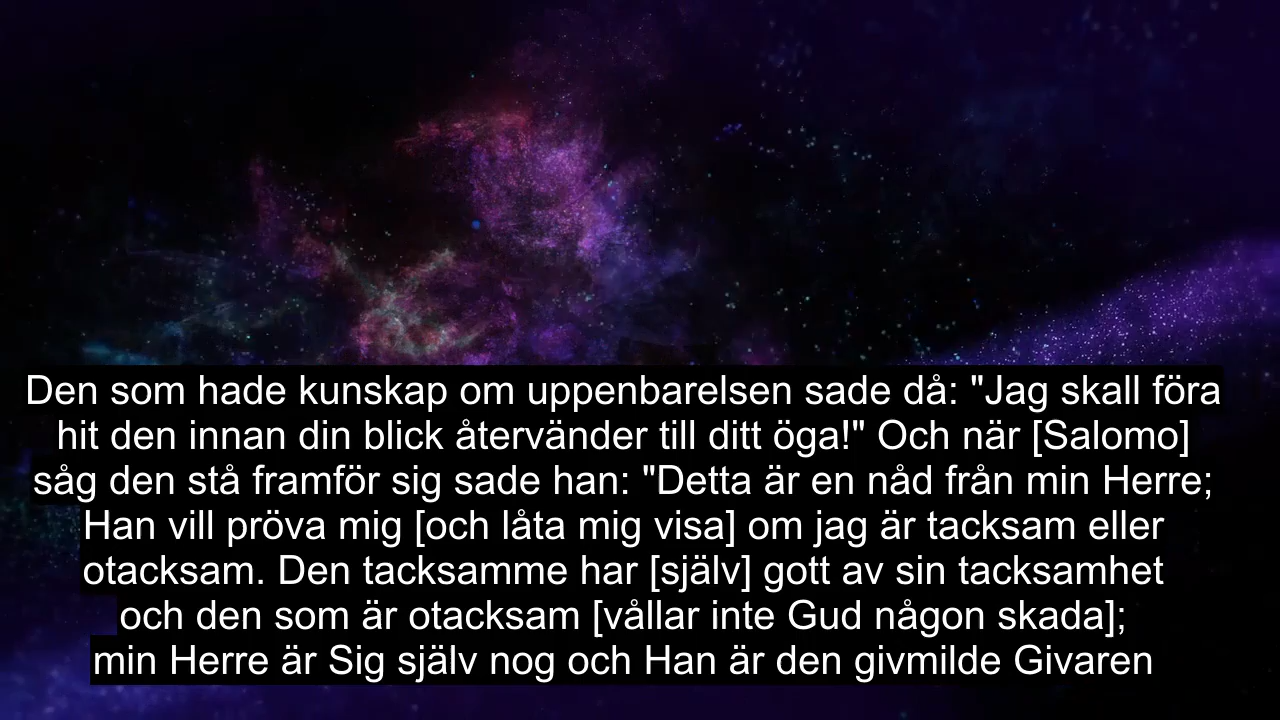 Den som hade kunskap om uppenbarelsen sade då: "Jag skall föra
hit den innan din blick återvänder till ditt öga!" Och när [Salomo]
såg den stå framför sig sade han: "Detta är en nåd från min Herre;
Han vill pröva mig [och låta mig visa] om jag är tacksam eller
otacksam. Den tacksamme har [själv] gott av sin tacksamhet
och den som är otacksam [vållar inte Gud någon skada];
min Herre är Sig själv nog och Han är den givmilde Givaren